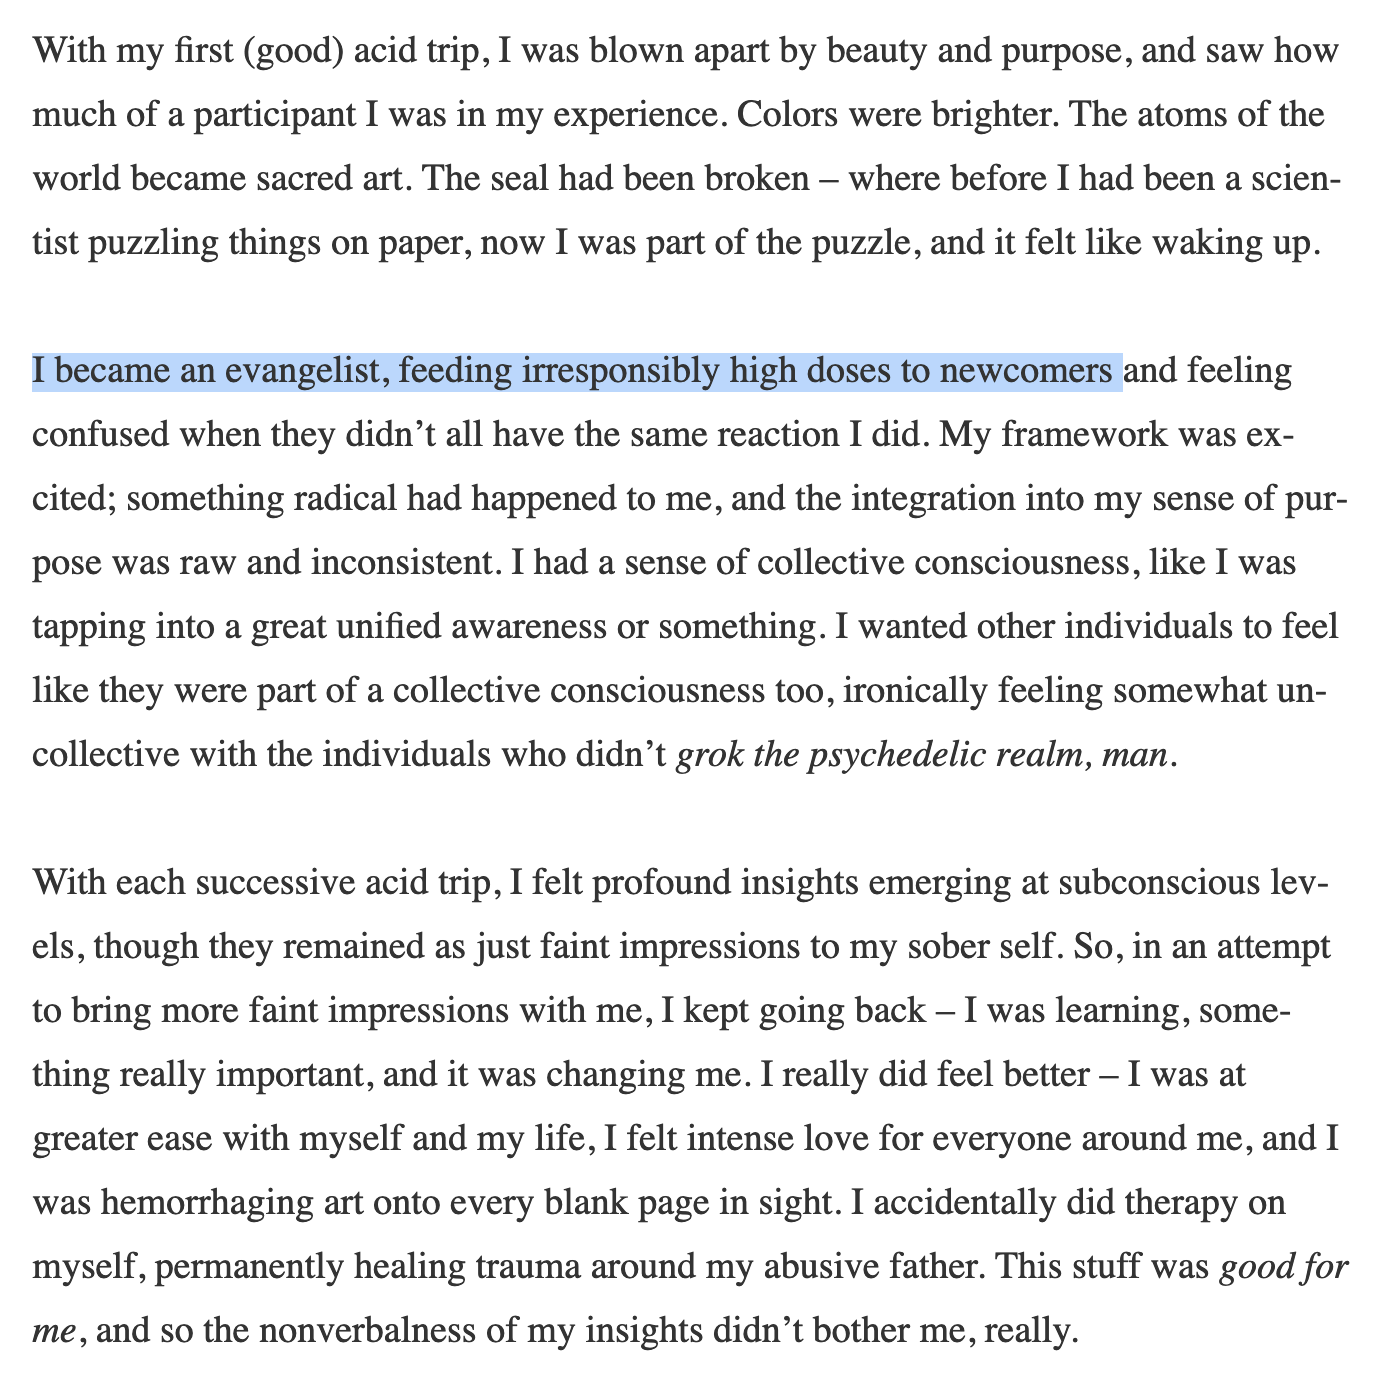 With my first (good) acid trip, I was blown apart by beauty and purpose, and saw how
much of a participant I was in my experience. Colors were brighter. The atoms of the
world became sacred art. The seal had been broken – where before I had been a scien-
tist puzzling things on paper, now I was part of the puzzle, and it felt like waking up.
I became an evangelist, feeding irresponsibly high doses to newcomers and feeling
confused when they didn’t all have the same reaction I did. My framework was ex-
cited; something radical had happened to me, and the integration into my sense of pur-
pose was raw and inconsistent. I had a sense of collective consciousness, like I was
tapping into a great unified awareness or something. I wanted other individuals to feel
like they were part of a collective consciousness too, ironically feeling somewhat un-
collective with the individuals who didn’t grok the psychedelic realm, man.
With each successive acid trip, I felt profound insights emerging at subconscious lev-
els, though they remained as just faint impressions to my sober self. So, in an attempt
to bring more faint impressions with me, I kept going back – I was learning, some-
thing really important, and it was changing me. I really did feel better – I was at
greater ease with myself and my life, I felt intense love for everyone around me, and I
was hemorrhaging art onto every blank page in sight. I accidentally did therapy on
myself, permanently healing trauma around my abusive father. This stuff was good for
me, and so the nonverbalness of my insights didn’t bother me, really.